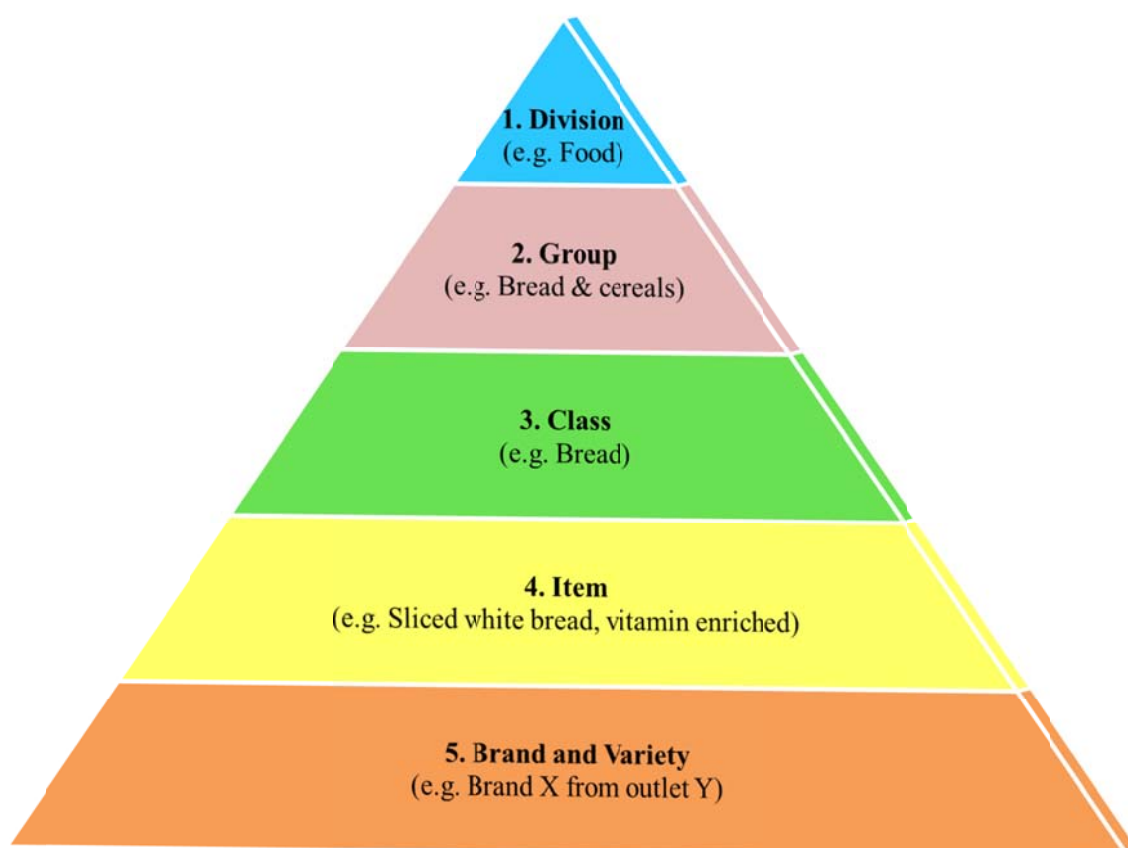 1. Division
(e.g. Food)
2. Group
(e.g. Bread & cereals)
3. Class
(e.g. Bread)
4. Item
(e.g. Sliced white bread, vitamin enriched)
5. Brand and Variety
(e.g. Brand X from outlet Y)